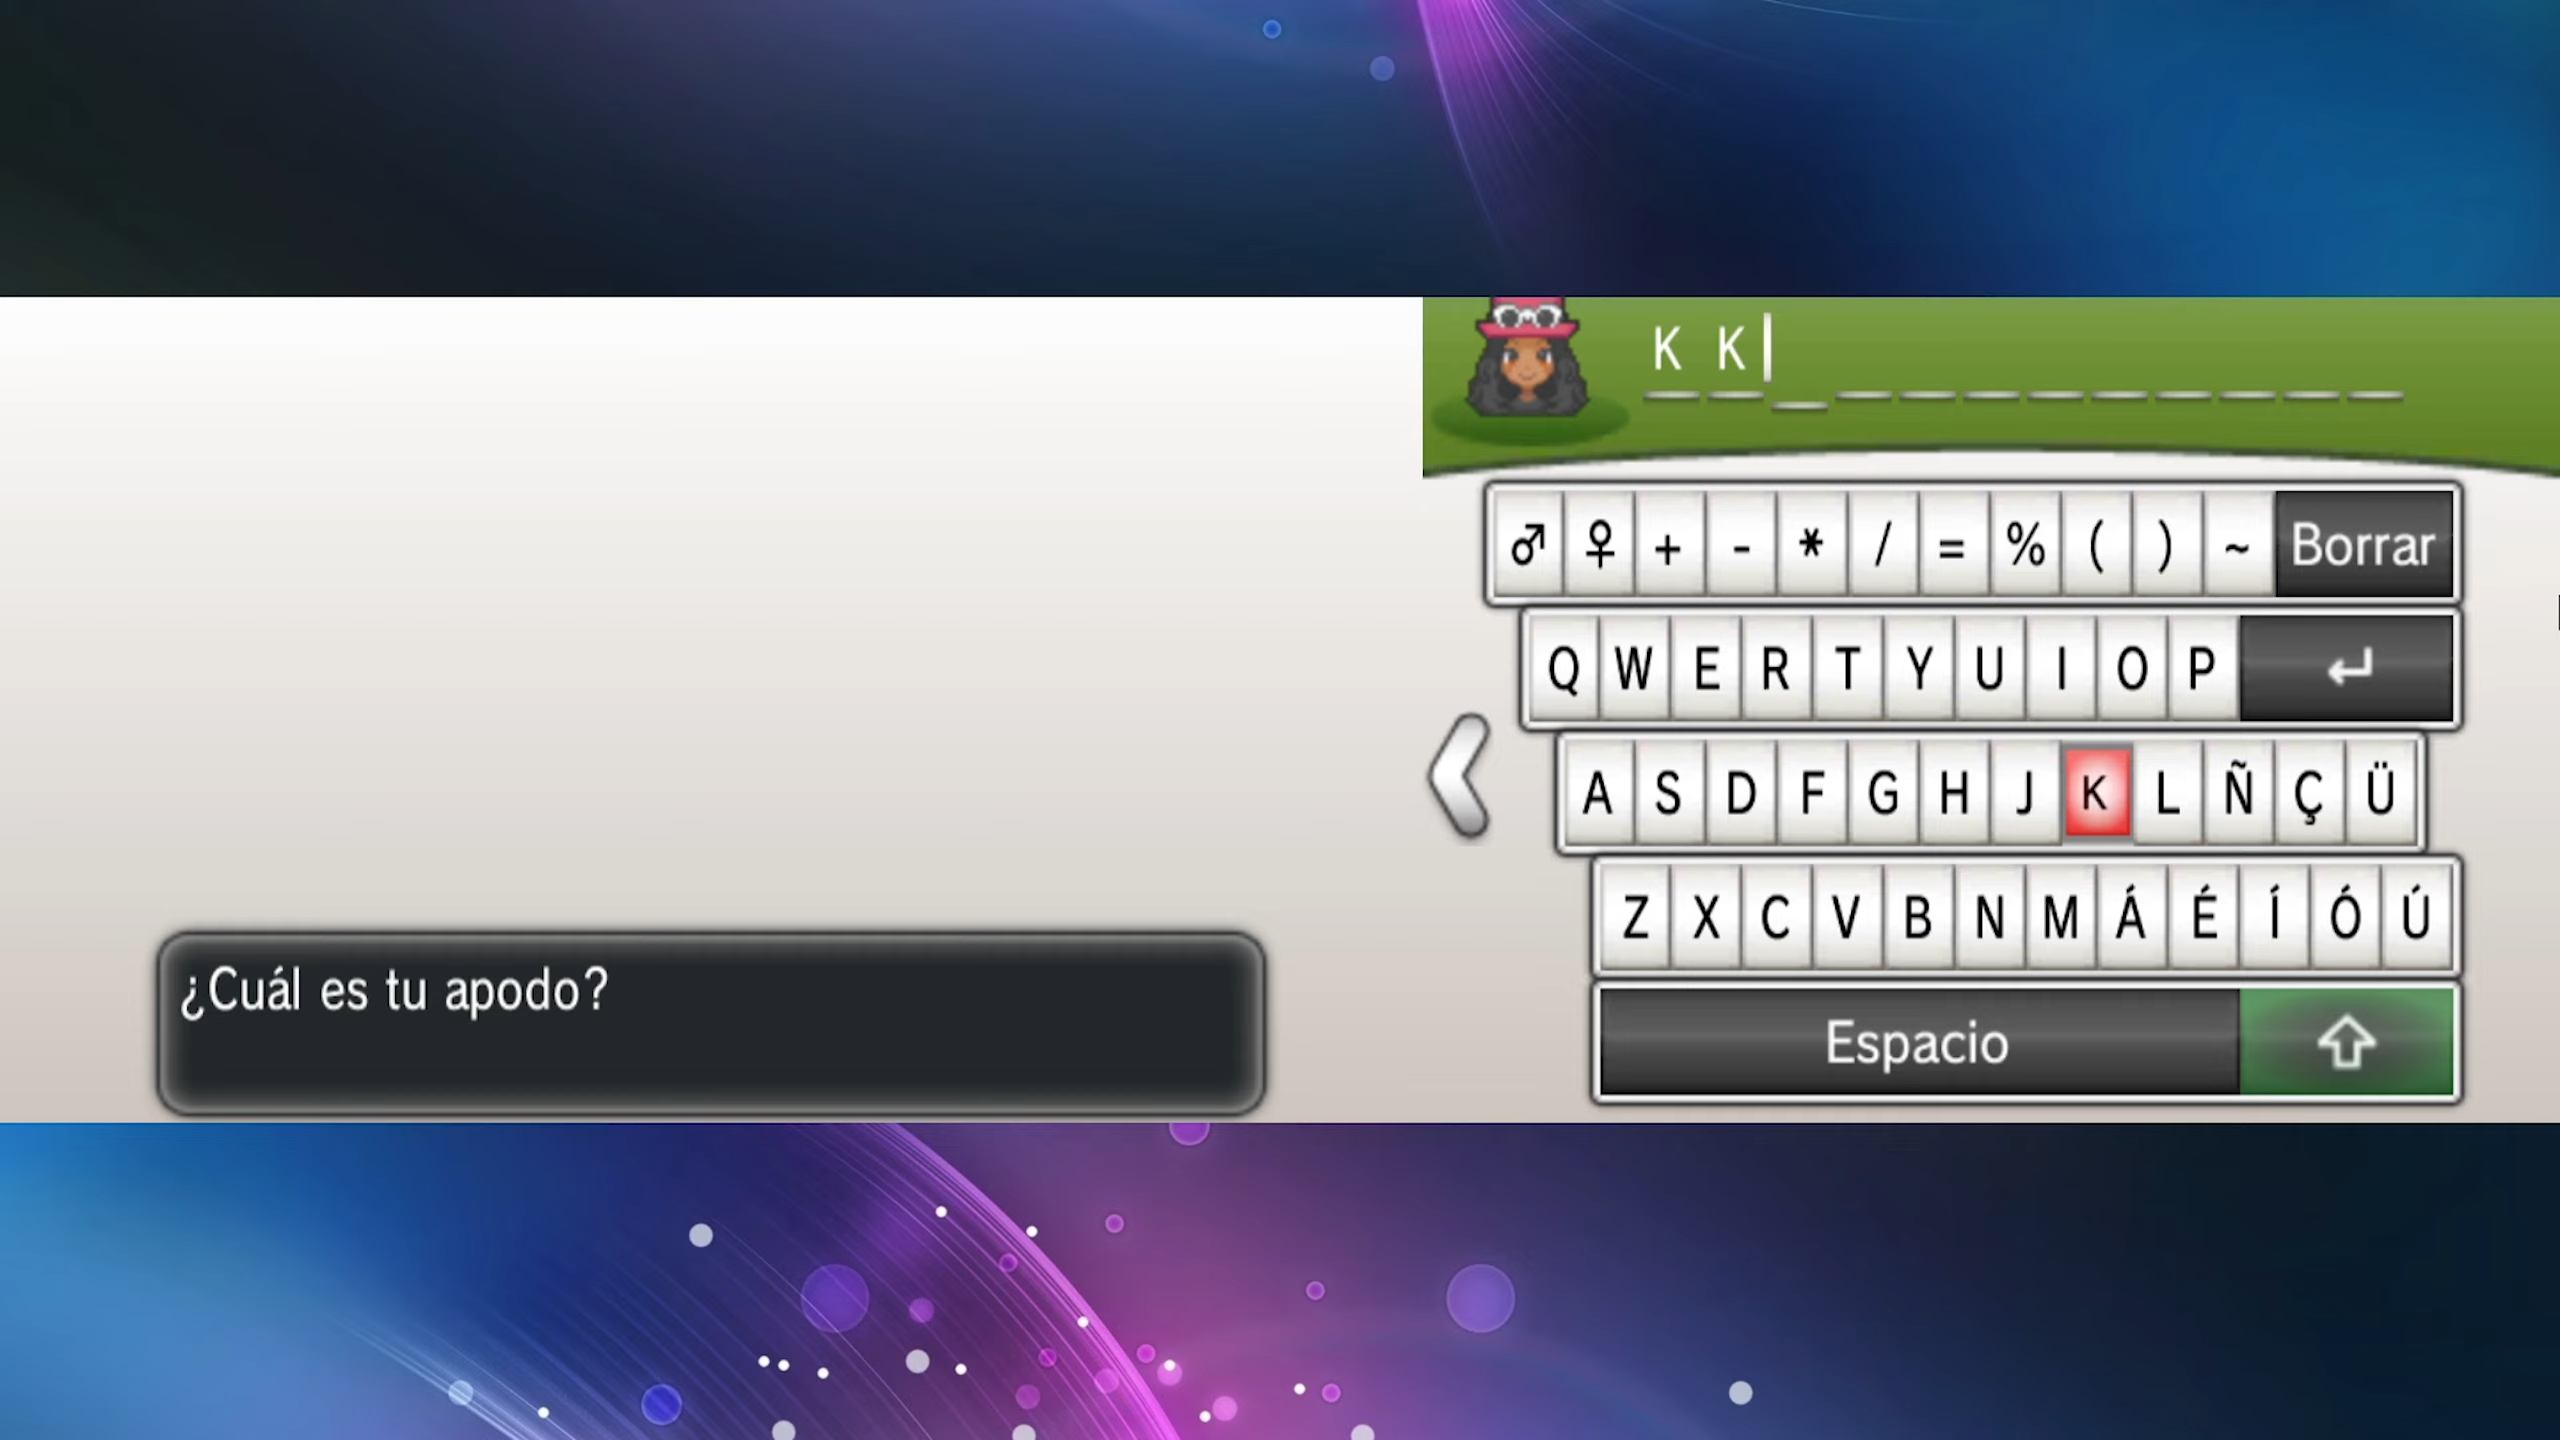 K K
♂ ♀ + - * / = % ( ) ~ Borrar
Q W E R T Y U I O P ↵
A S D F G H J K L Ñ Ç Ü
Z X C V B N M Á É Í Ó Ú
Espacio
¿Cuál es tu apodo?